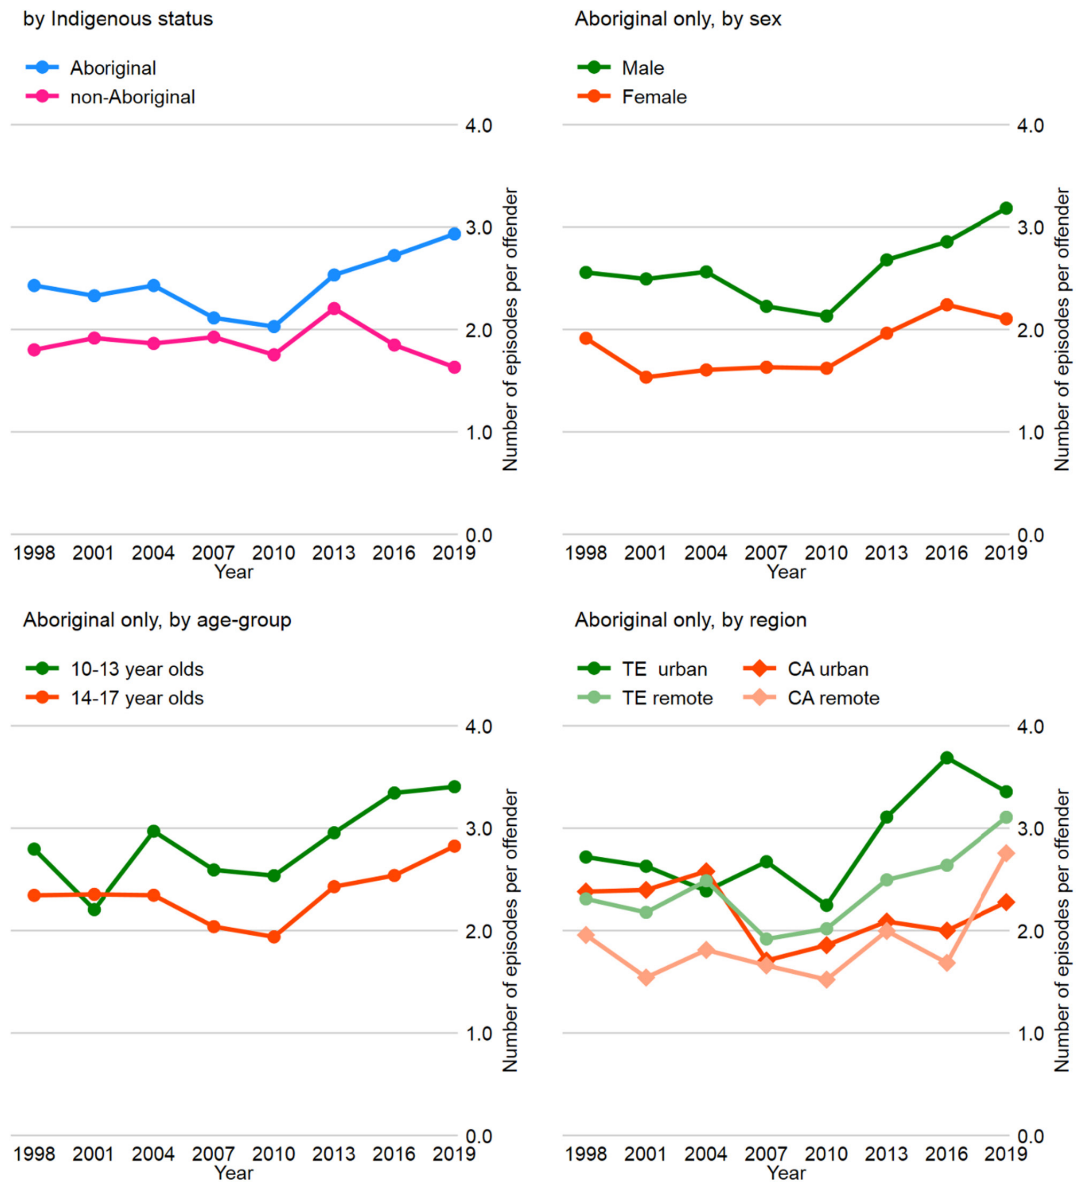 by Indigenous status
Aboriginal
non-Aboriginal
4.0
3.0
2.0
1.0
0.0
Number of episodes per offender
1998 2001 2004 2007 2010 2013 2016 2019
Year
Aboriginal only, by sex
Male
Female
4.0
3.0
2.0
1.0
0.0
Number of episodes per offender
1998 2001 2004 2007 2010 2013 2016 2019
Year
Aboriginal only, by age-group
10-13 year olds
14-17 year olds
4.0
3.0
2.0
1.0
0.0
Number of episodes per offender
1998 2001 2004 2007 2010 2013 2016 2019
Year
Aboriginal only, by region
TE urban CA urban
TE remote CA remote
4.0
3.0
2.0
1.0
0.0
Number of episodes per offender
1998 2001 2004 2007 2010 2013 2016 2019
Year